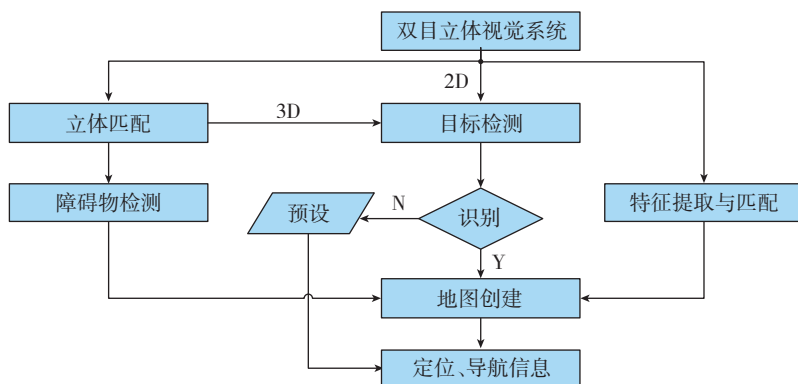 双目立体视觉系统
2D
立体匹配
3D
目标检测
障碍物检测
预设
N
识别
特征提取与匹配
Y
地图创建
定位、导航信息